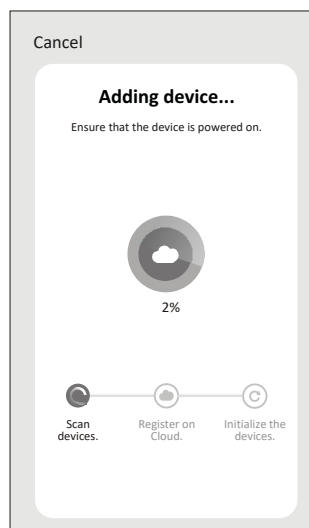 Cancel
Adding device...
Ensure that the device is powered on.
2%
Scan
devices.
Register on
Cloud.
Initialize the
devices.